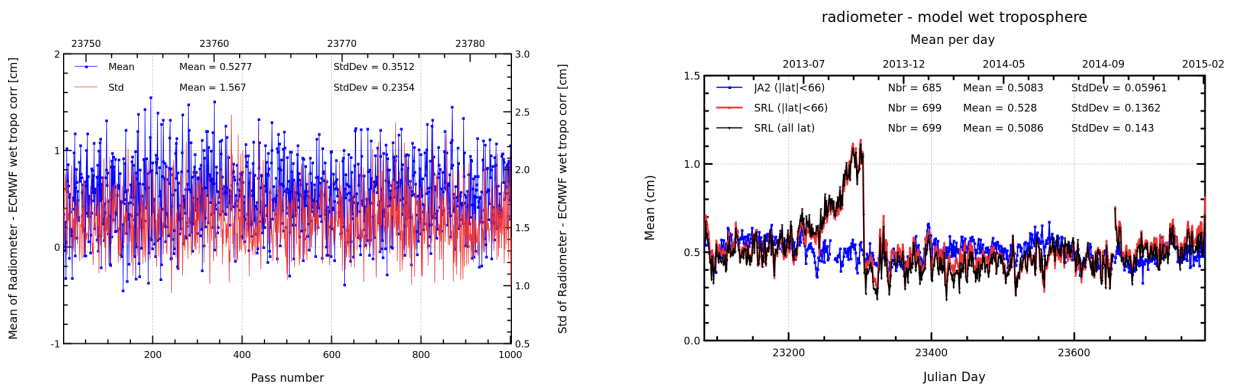 23750 23760 23770 23780
2 3.0
Mean Mean = 0.5277 StdDev = 0.3512
Std Mean = 1.567 StdDev = 0.2354
2.5
1 2.0
1.5
0
1.0
-1 0.5
200 400 600 800 1000
Pass number
Mean of Radiometer - ECMWF wet tropo corr [cm]
Std of Radiometer - ECMWF wet tropo corr [cm]
radiometer - model wet troposphere
Mean per day
2013-07 2013-12 2014-05 2014-09 2015-02
1.5
JA2 (|lat|<66) Nbr = 685 Mean = 0.5083 StdDev = 0.05961
SRL (|lat|<66) Nbr = 699 Mean = 0.528 StdDev = 0.1362
SRL (all lat) Nbr = 699 Mean = 0.5086 StdDev = 0.143
1.0
0.5
0.0
23200 23400 23600
Julian Day
Mean (cm)